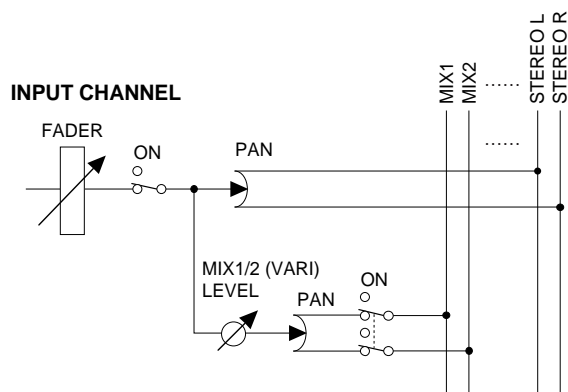 INPUT CHANNEL
FADER
ON
PAN
MIX1
MIX2
......
STEREO L
STEREO R
......
MIX1/2 (VARI)
LEVEL
PAN
ON